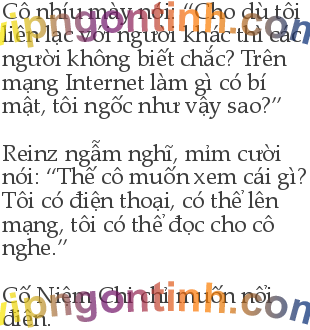 Cô nhíu mày nói: “Cho dù tôi
liên lạc với người khác thì các
người không biết chắc? Trên
mạng Internet làm gì có bí
mật, tôi ngốc như vậy sao?”
Reinz ngẫm nghĩ, mỉm cười
nói: “Thế cô muốn xem cái gì?
Tôi có điện thoại, có thể lên
mạng, tôi có thể đọc cho cô
nghe.”
Cố Niệm Chi chỉ muốn nổi
điên.
vipngontinh.com
vipngontinh.com